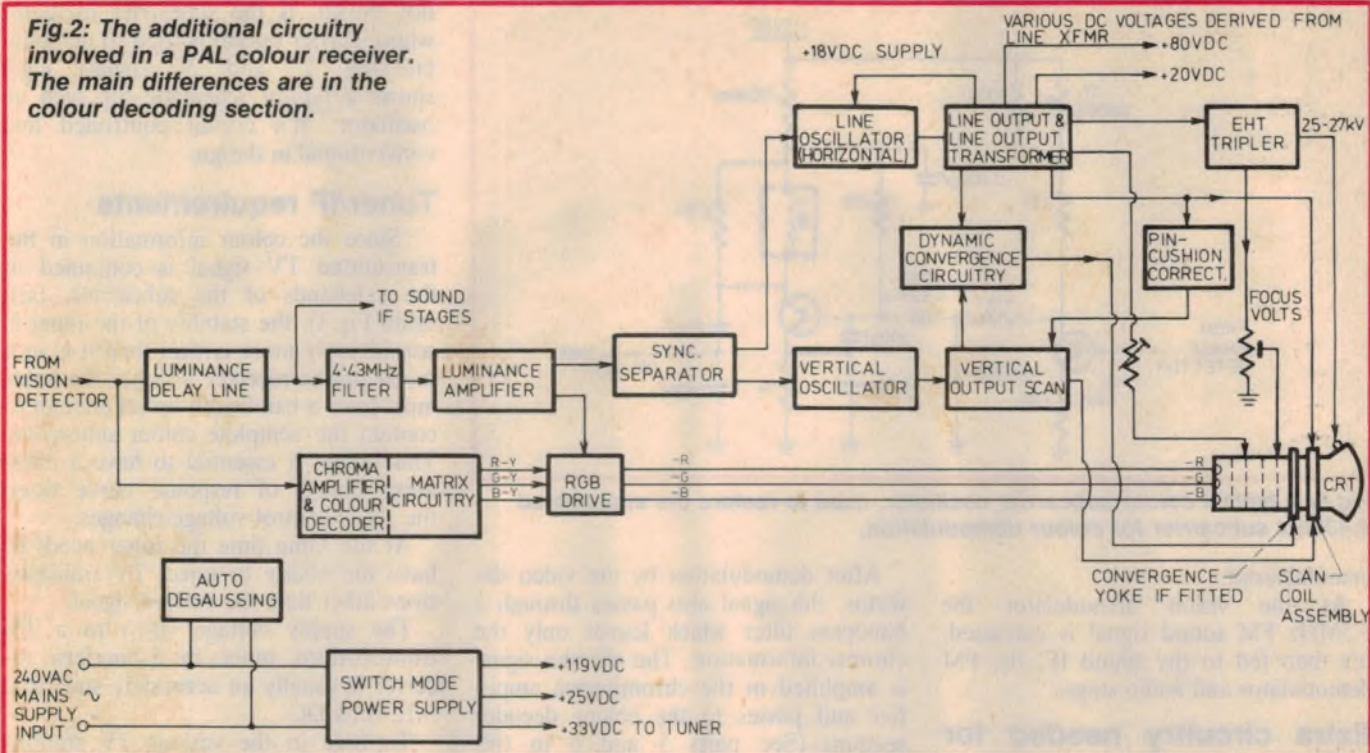 Fig.2: The additional circuitry
involved in a PAL colour receiver.
The main differences are in the
colour decoding section.
VARIOUS DC VOLTAGES DERIVED FROM
LINE XFMR
+80VDC
+20VDC
+18VDC SUPPLY
LINE
OSCILLATOR
(HORIZONTAL)
LINE OUTPUT &
LINE OUTPUT
TRANSFORMER
EHT
TRIPLER
25-27kV
DYNAMIC
CONVERGENCE
CIRCUITRY
PIN-
CUSHION
CORRECT.
FOCUS
VOLTS
TO SOUND
IF STAGES
FROM
VISION
DETECTOR
LUMINANCE
DELAY LINE
4·43MHz
FILTER
LUMINANCE
AMPLIFIER
SYNC.
SEPARATOR
VERTICAL
OSCILLATOR
VERTICAL
OUTPUT SCAN
CHROMA
AMPLIFIER
& COLOUR
DECODER
MATRIX
CIRCUITRY
R-Y
G-Y
B-Y
RGB
DRIVE
-R
-G
-B
-R
-G
-B
CRT
CONVERGENCE
YOKE IF FITTED
SCAN
COIL
ASSEMBLY
AUTO
DEGAUSSING
240VAC
MAINS
SUPPLY
INPUT
SWITCH MODE
POWER SUPPLY
+119VDC
+25VDC
+33VDC TO TUNER